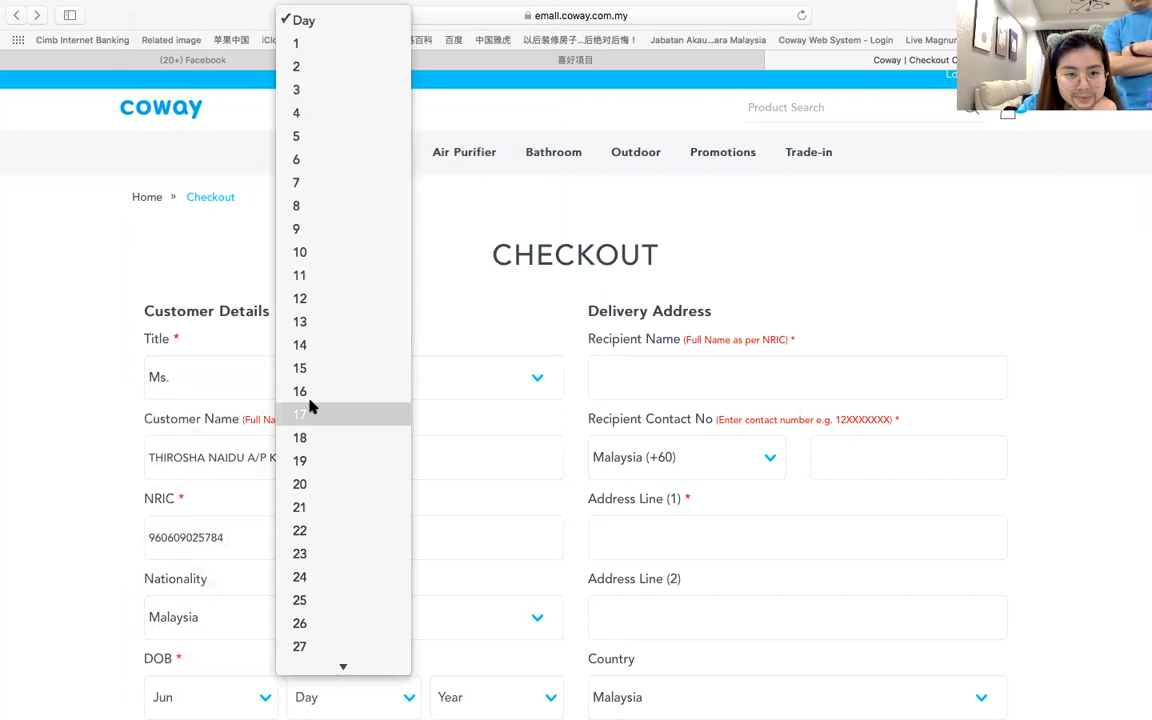 emall.coway.com.my
Cimb Internet Banking Related image 苹果中国 百度 中国雅虎 以后装修房子...后绝对后悔！ Jabatan Akau...ara Malaysia Coway Web System - Login
(20+) Facebook 喜好项目 Coway | Checkout
coway
Product Search
Air Purifier Bathroom Outdoor Promotions Trade-in
Home » Checkout
CHECKOUT
Customer Details
Title *
Ms.
Customer Name
THIROSHA NAIDU A/P
NRIC *
960609025784
Nationality
Malaysia
DOB *
Jun Day Year
✓ Day
1
2
3
4
5
6
7
8
9
10
11
12
13
14
15
16
17
18
19
20
21
22
23
24
25
26
27
Delivery Address
Recipient Name (Full Name as per NRIC) *
Recipient Contact No (Enter contact number e.g. 12XXXXXXX) *
Malaysia (+60)
Address Line (1) *
Address Line (2)
Country
Malaysia